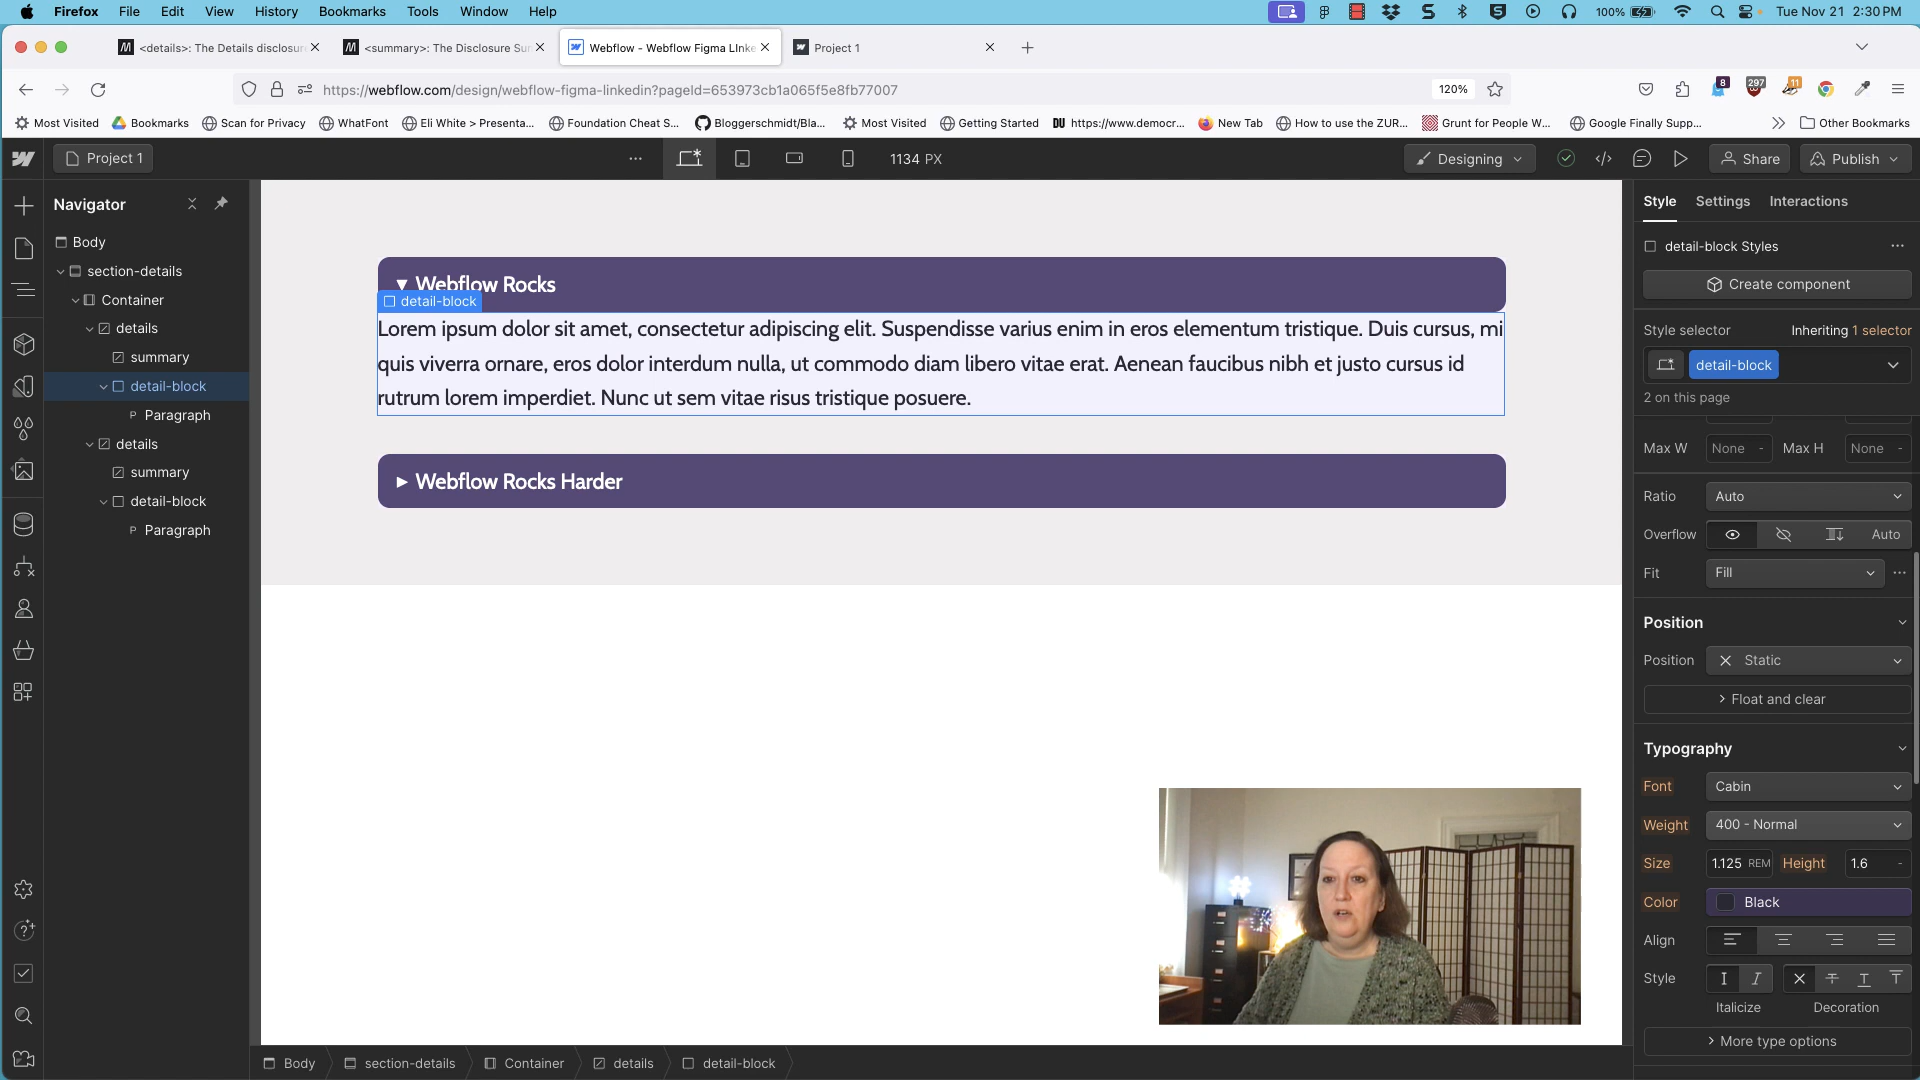 Firefox File Edit View History Bookmarks Tools Window Help 100% Tue Nov 21 2:30 PM
<details>: The Details disclosur <summary>: The Disclosure Sur Webflow - Webflow Figma LInke Project 1
https://webflow.com/design/webflow-figma-linkedin?pageId=653973cb1a065f5e8fb77007 120% 8 297 11
Most Visited Bookmarks Scan for Privacy WhatFont Eli White > Presenta... Foundation Cheat S... Bloggerschmidt/Bla... Most Visited Getting Started DU https://www.democr... New Tab How to use the ZUR... Grunt for People W... Google Finally Supp... Other Bookmarks
Project 1 1134 PX Designing Share Publish
Navigator
Body
section-details
Container
details
summary
detail-block
Paragraph
details
summary
detail-block
Paragraph
Webflow Rocks
detail-block
Lorem ipsum dolor sit amet, consectetur adipiscing elit. Suspendisse varius enim in eros elementum tristique. Duis cursus, mi
quis viverra ornare, eros dolor interdum nulla, ut commodo diam libero vitae erat. Aenean faucibus nibh et justo cursus id
rutrum lorem imperdiet. Nunc ut sem vitae risus tristique posuere.
Webflow Rocks Harder
Style Settings Interactions
detail-block Styles
Create component
Style selector Inheriting 1 selector
detail-block
2 on this page
Max W None - Max H None -
Ratio Auto
Overflow Auto
Fit Fill
Position
Position Static
Float and clear
Typography
Font Cabin
Weight 400 - Normal
Size 1.125 REM Height 1.6 -
Color Black
Align
Style
Italicize Decoration
More type options
Body section-details Container details detail-block